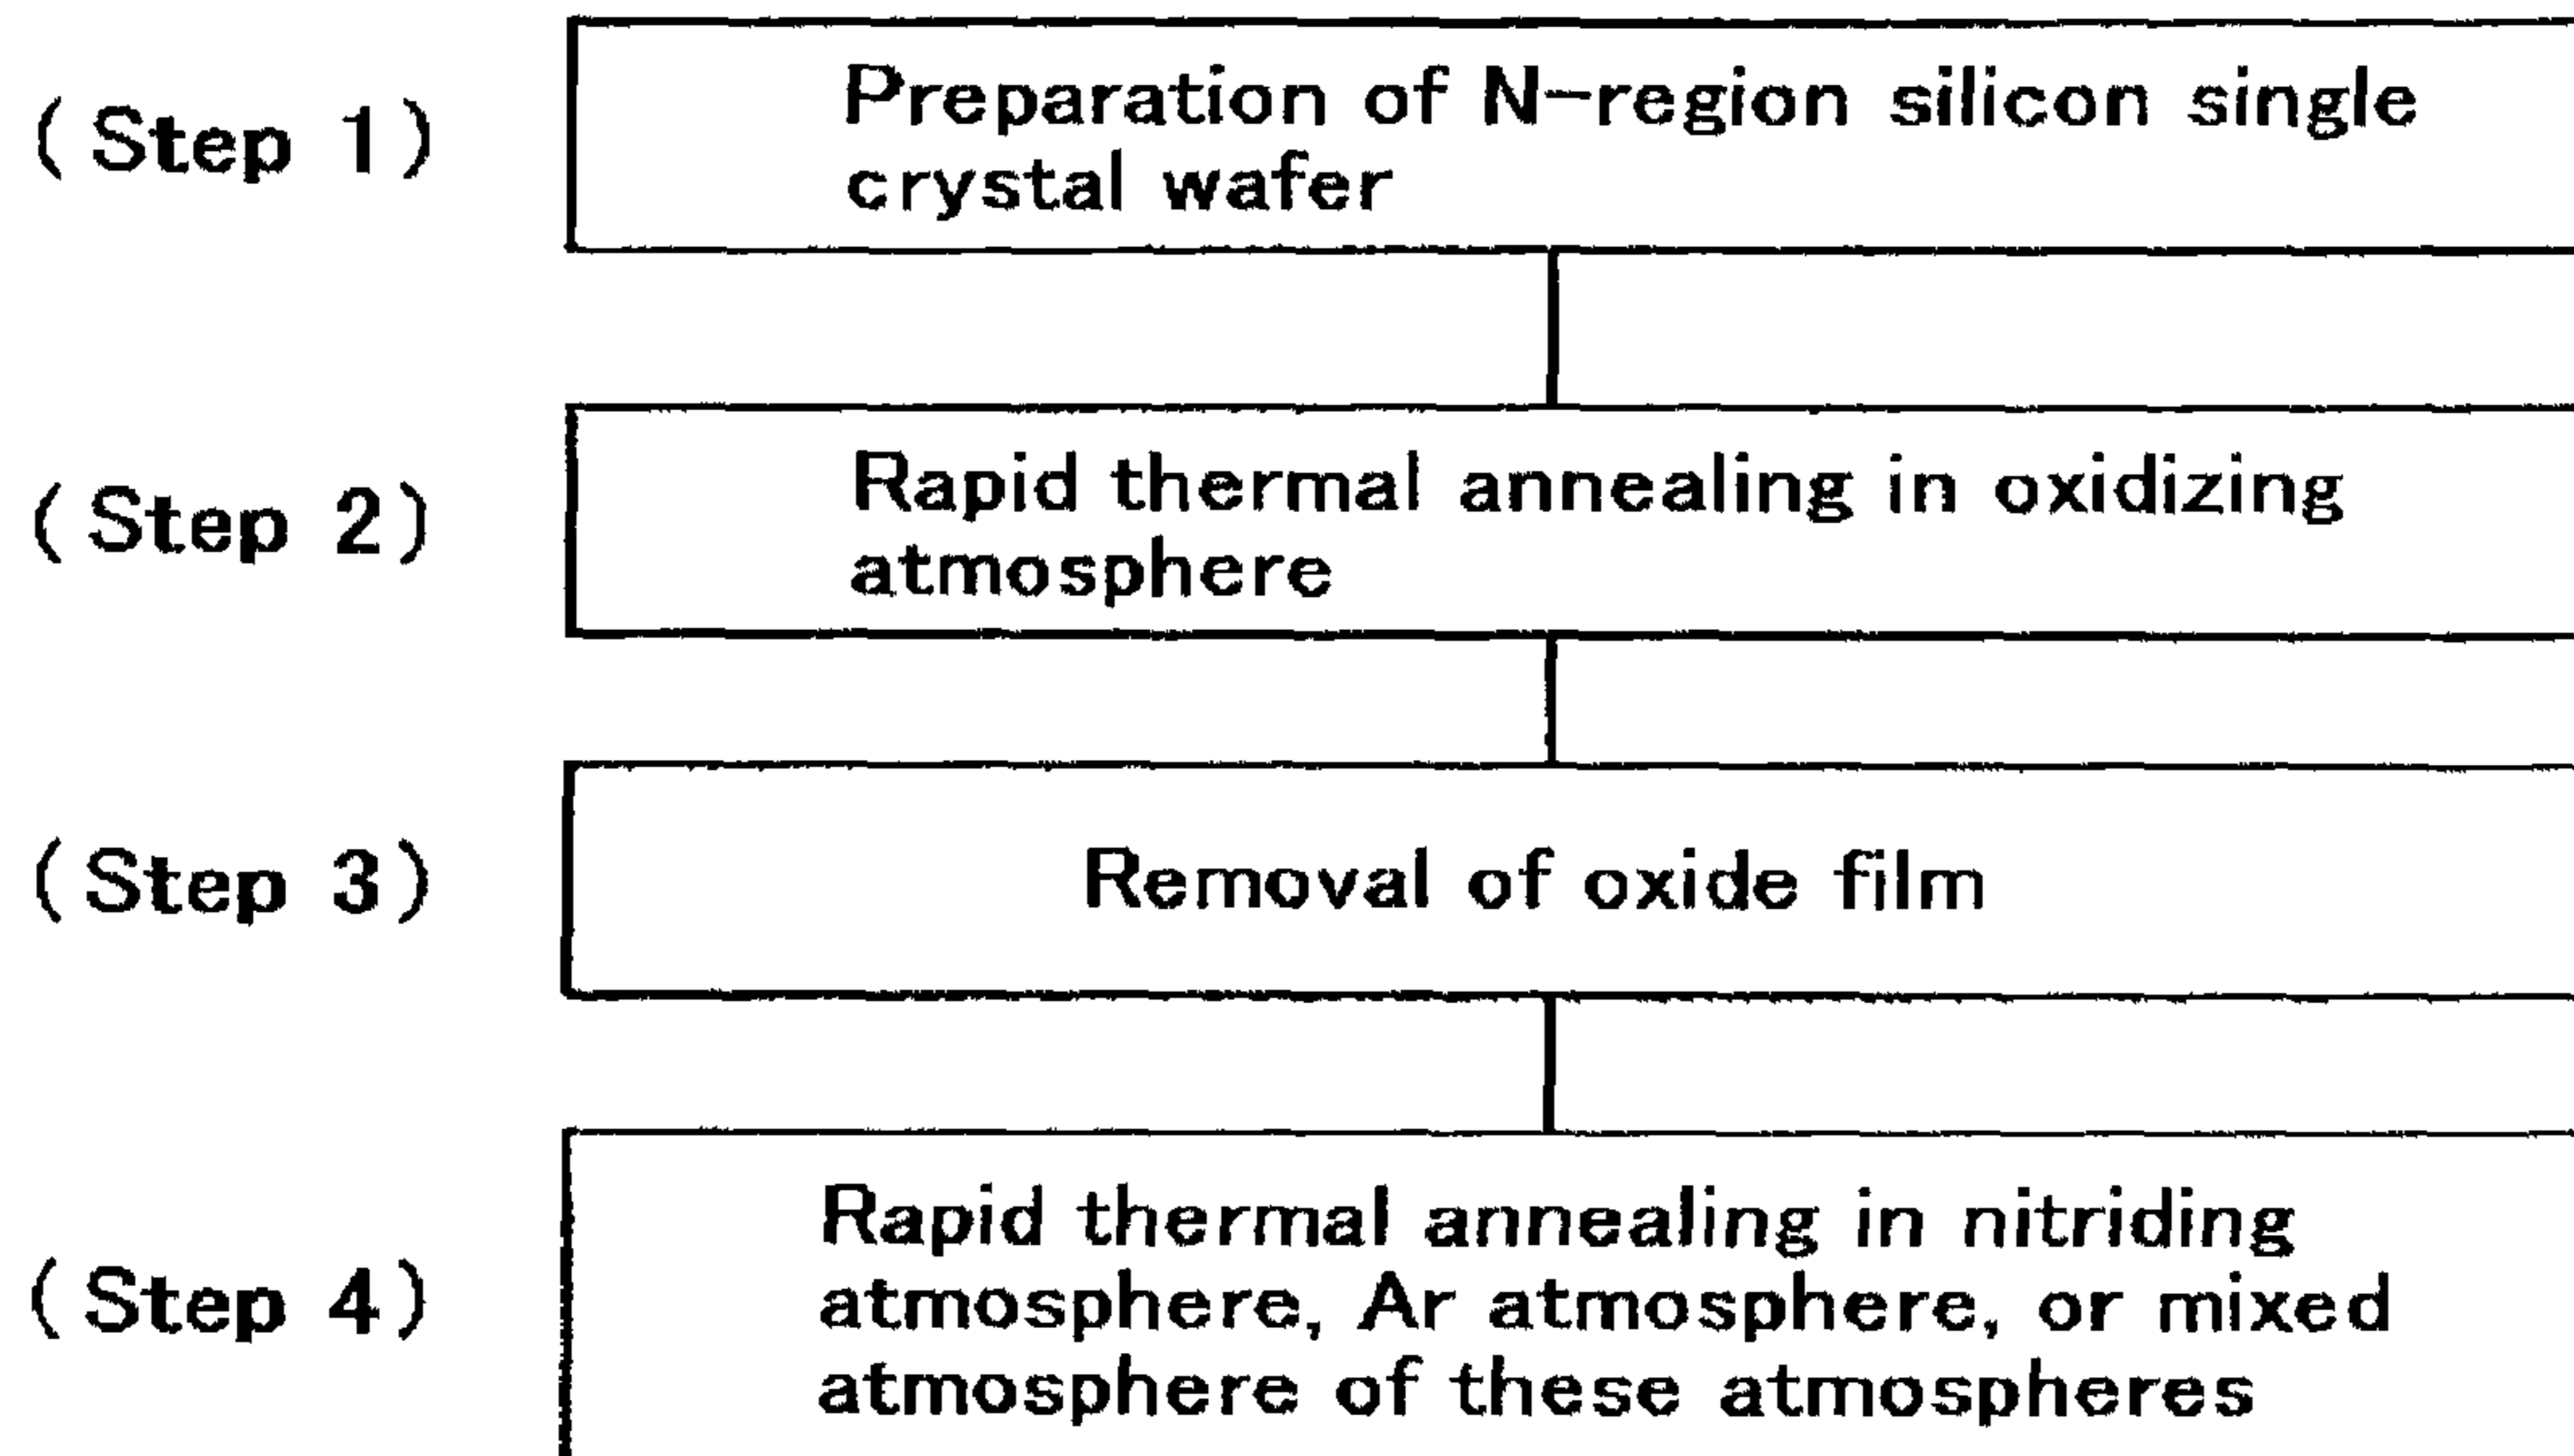 (Step 1)
Preparation of N-region silicon single
crystal wafer
(Step 2)
Rapid thermal annealing in oxidizing
atmosphere
(Step 3)
Removal of oxide film
(Step 4)
Rapid thermal annealing in nitriding
atmosphere, Ar atmosphere, or mixed
atmosphere of these atmospheres